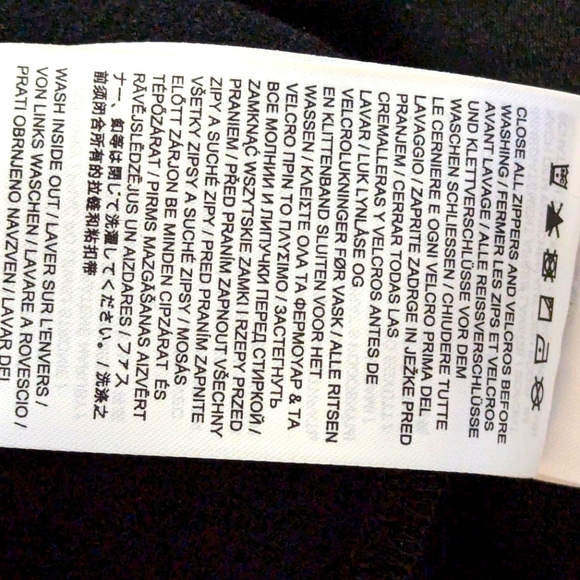 CLOSE ALL ZIPPERS AND VELCROS BEFORE
WASHING / FERMER LES ZIPS ET VELCROS
AVANT LAVAGE / ALLE REISSVERSCHLÜSSE
UND KLETTVERSCHLÜSSE VOR DEM
WASCHEN SCHLIESSEN / CHIUDERE TUTTE
LE CERNIERE E OGNI VELCRO PRIMA DEL
LAVAGGIO / ZAPRITE ZADRGE IN JEŽKE PRED
PRANJEM / CERRAR TODAS LAS
CREMALLERAS Y VELCROS ANTES DE
LAVAR / LUK LYNLÅSE OG
VELCROLUKNINGER FØR VASK / ALLE RITSEN
EN KLITTENBAND SLUITEN VOOR HET
WASSEN / ΚΛΕΙΣΤΕ ΟΛΑ ΤΑ ΦΕΡΜΟΥΑΡ & ΤΑ
VELCRO ΠΡΙΝ ΤΟ ΠΛΥΣΙΜΟ / ЗАСТЕГНУТЬ
ВСЕ МОЛНИИ И ЛИПУЧКИ ПЕРЕД СТИРКОЙ /
ZAMKNĄĆ WSZYTSKIE ZAMKI I RZEPY PRZED
PRANIEM / PŘED PRANÍM ZAPNOUT VŠECHNY
ZIPY A SUCHÉ ZIPY / PRED PRANÍM ZAPNITE
VŠETKY ZIPSY A SUCHÉ ZIPSY / MOSÁS
ELŐTT ZÁRJON BE MINDEN CIPZÁRAT ÉS
TÉPŐZÁRAT / PIRMS MAZGĀŠANAS AIZVĒRT
RĀVĒJSLĒDZĒJUS UN AIZDARES / ファス
ナー、釦等は閉じて洗濯してください。 / 洗涤之
前须闭合所有的拉链和粘扣带
WASH INSIDE OUT / LAVER SUR L'ENVERS /
VON LINKS WASCHEN / LAVARE A ROVESCIO /
PRATI OBRNJENO NAVZVEN / LAVAR DEL